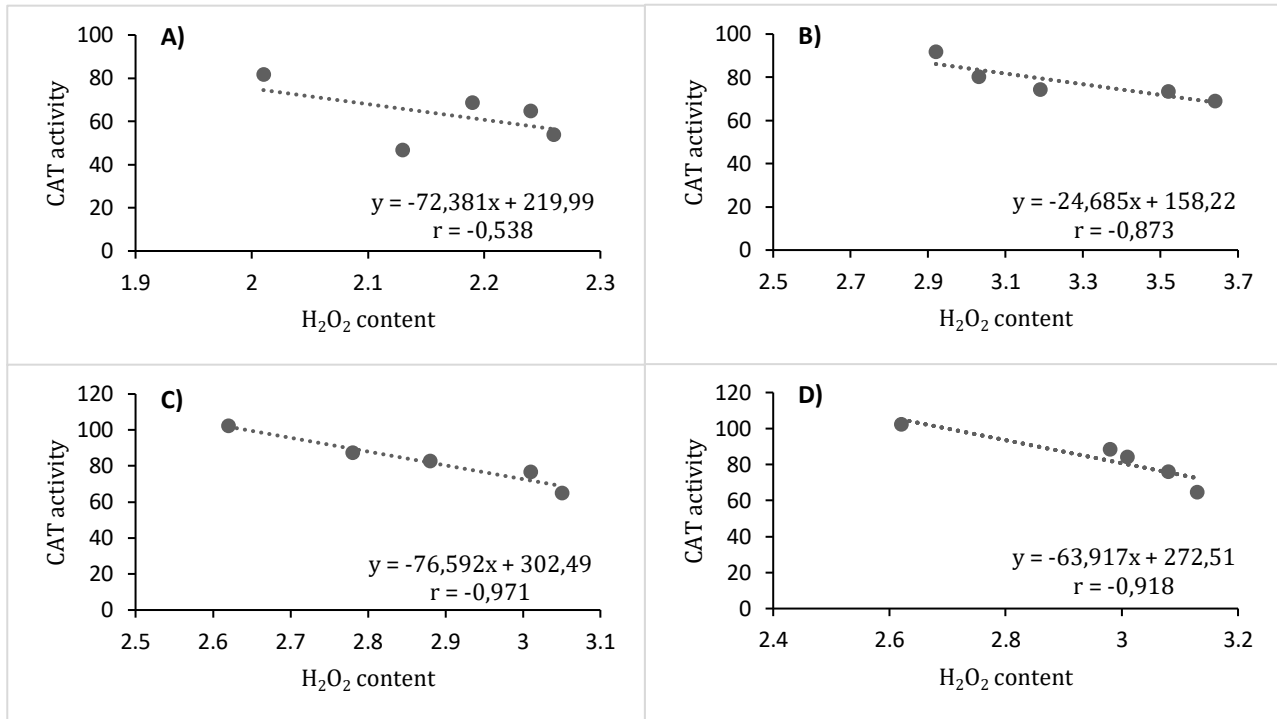 A)
CAT activity
100
80
60
40
20
0
y = -72,381x + 219,99
r = -0,538
1.9
2
2.1
2.2
2.3
H₂O₂ content
B)
CAT activity
100
80
60
40
20
0
y = -24,685x + 158,22
r = -0,873
2.5
2.7
2.9
3.1
3.3
3.5
3.7
H₂O₂ content
C)
CAT activity
120
100
80
60
40
20
0
y = -76,592x + 302,49
r = -0,971
2.5
2.6
2.7
2.8
2.9
3
3.1
H₂O₂ content
D)
CAT activity
120
100
80
60
40
20
0
y = -63,917x + 272,51
r = -0,918
2.4
2.6
2.8
3
3.2
H₂O₂ content